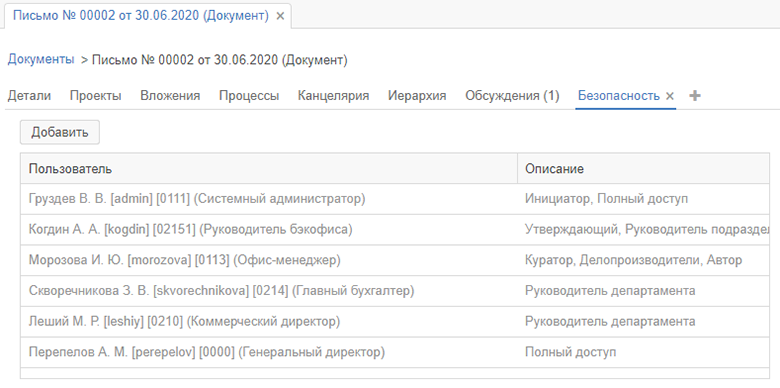 Письмо № 00002 от 30.06.2020 (Документ) ×
Документы > Письмо № 00002 от 30.06.2020 (Документ)
Детали Проекты Вложения Процессы Канцелярия Иерархия Обсуждения (1) Безопасность × +
Добавить
Пользователь Описание
Груздев В. В. [admin] [0111] (Системный администратор) Инициатор, Полный доступ
Когдин А. А. [kogdin] [02151] (Руководитель бэкофиса) Утверждающий, Руководитель подраздел
Морозова И. Ю. [morozova] [0113] (Офис-менеджер) Куратор, Делопроизводители, Автор
Скворечникова З. В. [skvorechnikova] [0214] (Главный бухгалтер) Руководитель департамента
Леший М. Р. [leshiy] [0210] (Коммерческий директор) Руководитель департамента
Перепелов А. М. [perepelov] [0000] (Генеральный директор) Полный доступ